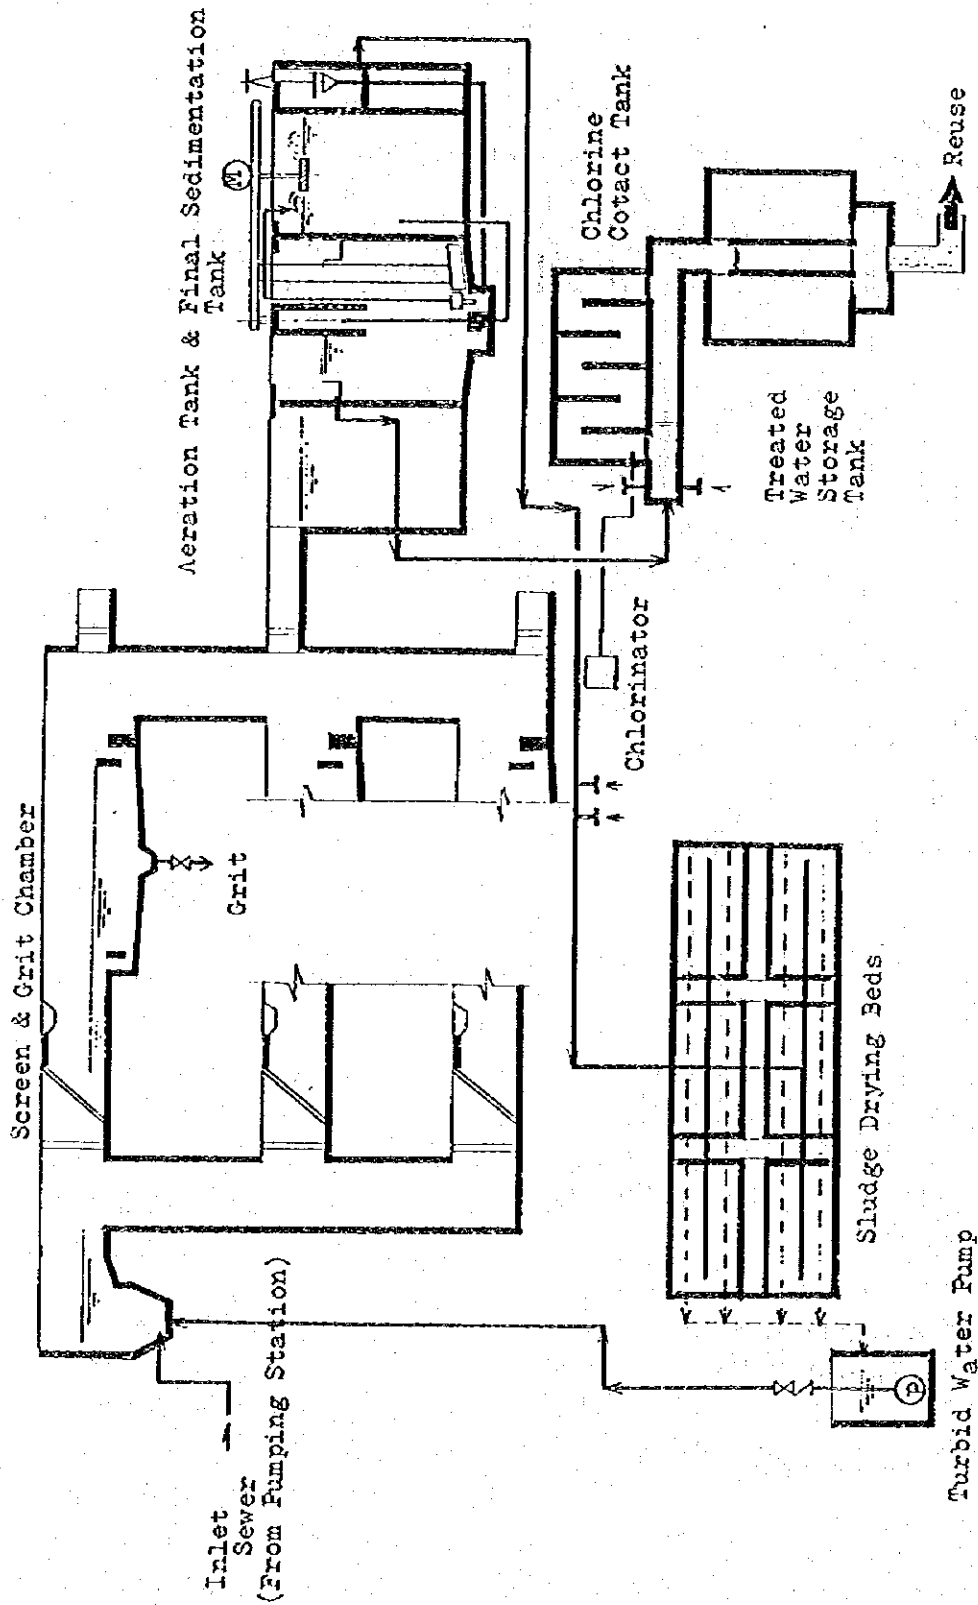 Screen & Grit Chamber
Aeration Tank & Final Sedimentation
Tank
M
Grit
Inlet
Sewer
(From Pumping Station)
Chlorinator
Chlorine
Cotact Tank
Treated
Water
Storage
Tank
Reuse
Sludge Drying Beds
P
Turbid Water Pump